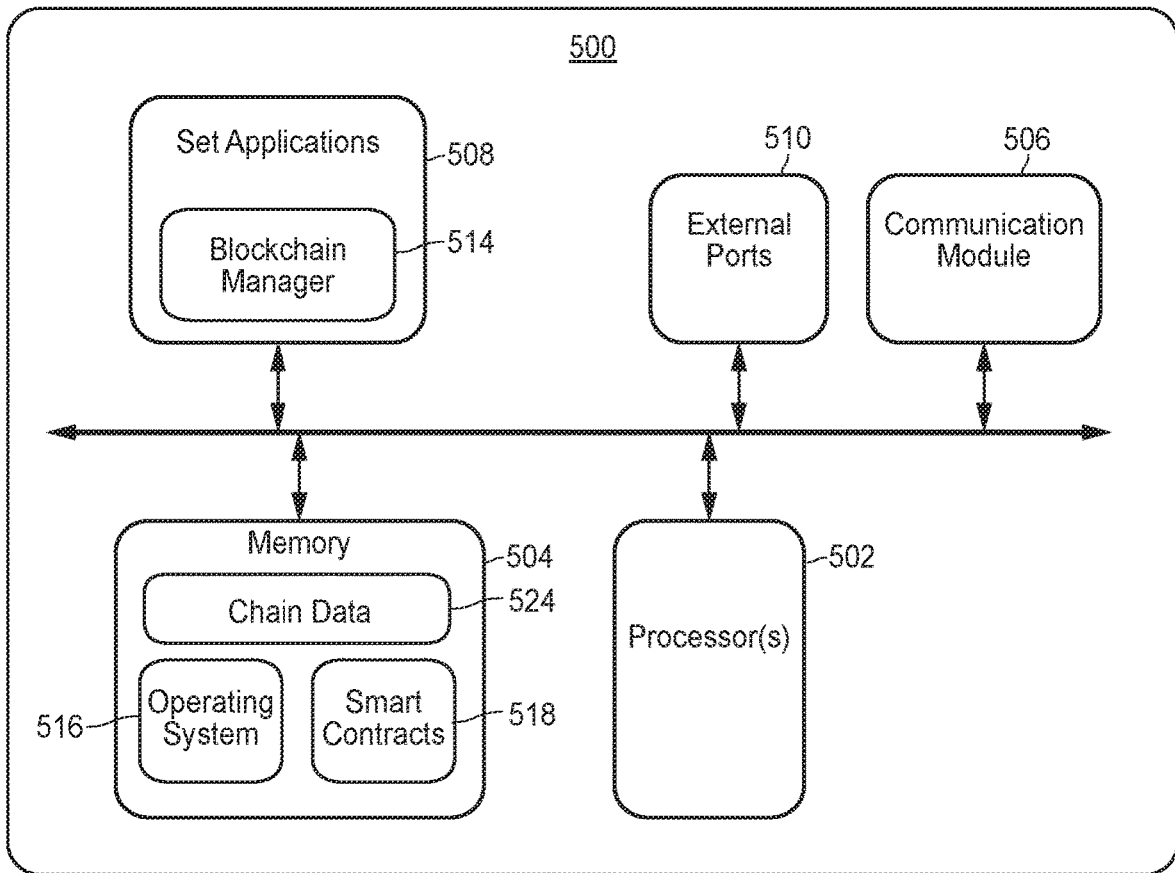 500
Set Applications
508
Blockchain
Manager
514
510
External
Ports
506
Communication
Module
Memory
504
Chain Data
524
Operating
System
516
Smart
Contracts
518
502
Processor(s)